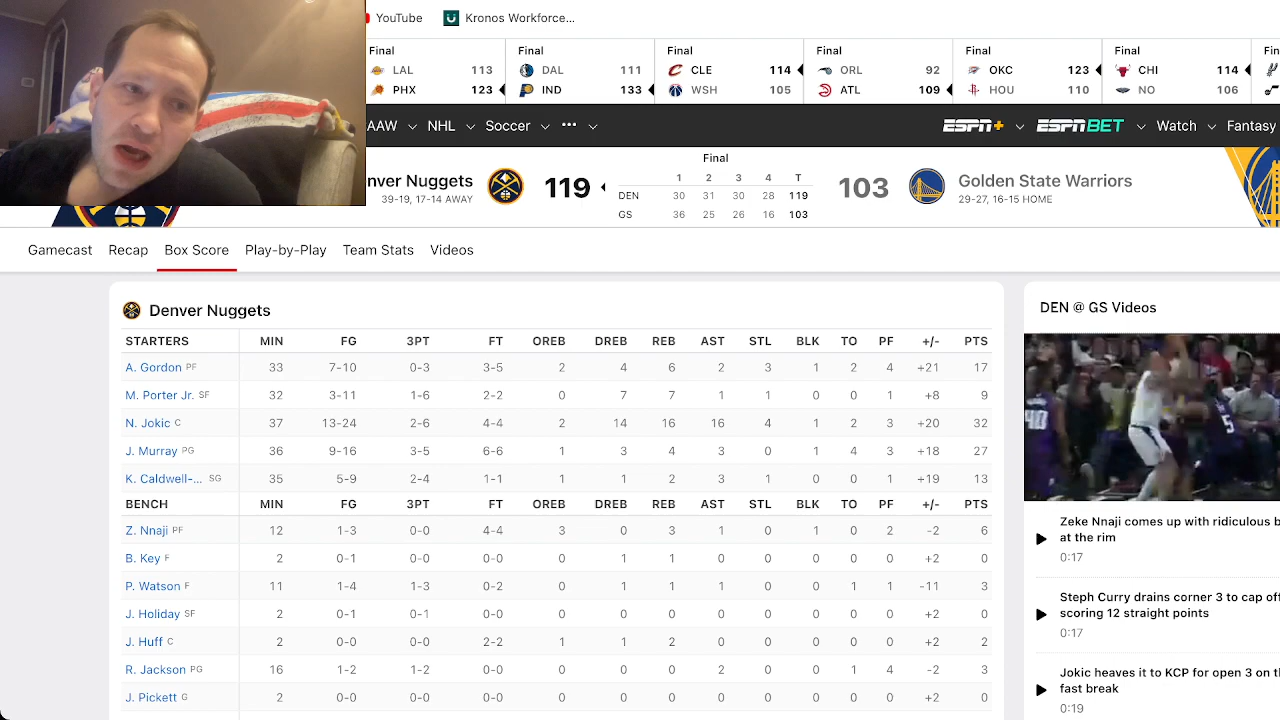 YouTube
Kronos Workforce...
Final Final Final Final Final Final
LAL 113 DAL 111 CLE 114 ORL 92 OKC 123 CHI 114
PHX 123 IND 133 WSH 105 ATL 109 HOU 110 NO 106
AAW NHL Soccer ••• ESPN+ ESPN BET Watch Fantasy
Final
nver Nuggets 119 1 2 3 4 T 103 Golden State Warriors
39-19, 17-14 AWAY DEN 30 31 30 28 119 29-27, 16-15 HOME
GS 36 25 26 16 103
Gamecast Recap Box Score Play-by-Play Team Stats Videos
Denver Nuggets
STARTERS MIN FG 3PT FT OREB DREB REB AST STL BLK TO PF +/- PTS
A. Gordon PF 33 7-10 0-3 3-5 2 4 6 2 3 1 2 4 +21 17
M. Porter Jr. SF 32 3-11 1-6 2-2 0 7 7 1 1 0 0 1 +8 9
N. Jokic C 37 13-24 2-6 4-4 2 14 16 16 4 1 2 3 +20 32
J. Murray PG 36 9-16 3-5 6-6 1 3 4 3 0 1 4 3 +18 27
K. Caldwell-... SG 35 5-9 2-4 1-1 1 1 2 3 1 0 0 1 +19 13
BENCH MIN FG 3PT FT OREB DREB REB AST STL BLK TO PF +/- PTS
Z. Nnaji PF 12 1-3 0-0 4-4 3 0 3 1 0 1 0 2 -2 6
B. Key F 2 0-1 0-0 0-0 0 1 1 0 0 0 0 0 +2 0
P. Watson F 11 1-4 1-3 0-2 0 1 1 1 0 0 1 1 -11 3
J. Holiday SF 2 0-1 0-1 0-0 0 0 0 0 0 0 0 0 +2 0
J. Huff C 2 0-0 0-0 2-2 1 1 2 0 0 0 0 0 +2 2
R. Jackson PG 16 1-2 1-2 0-0 0 0 0 2 0 0 1 4 -2 3
J. Pickett G 2 0-0 0-0 0-0 0 0 0 0 0 0 0 0 +2 0
DEN @ GS Videos
40 5
Zeke Nnaji comes up with ridiculous b
at the rim
0:17
Steph Curry drains corner 3 to cap off
scoring 12 straight points
0:17
Jokic heaves it to KCP for open 3 on th
fast break
0:19